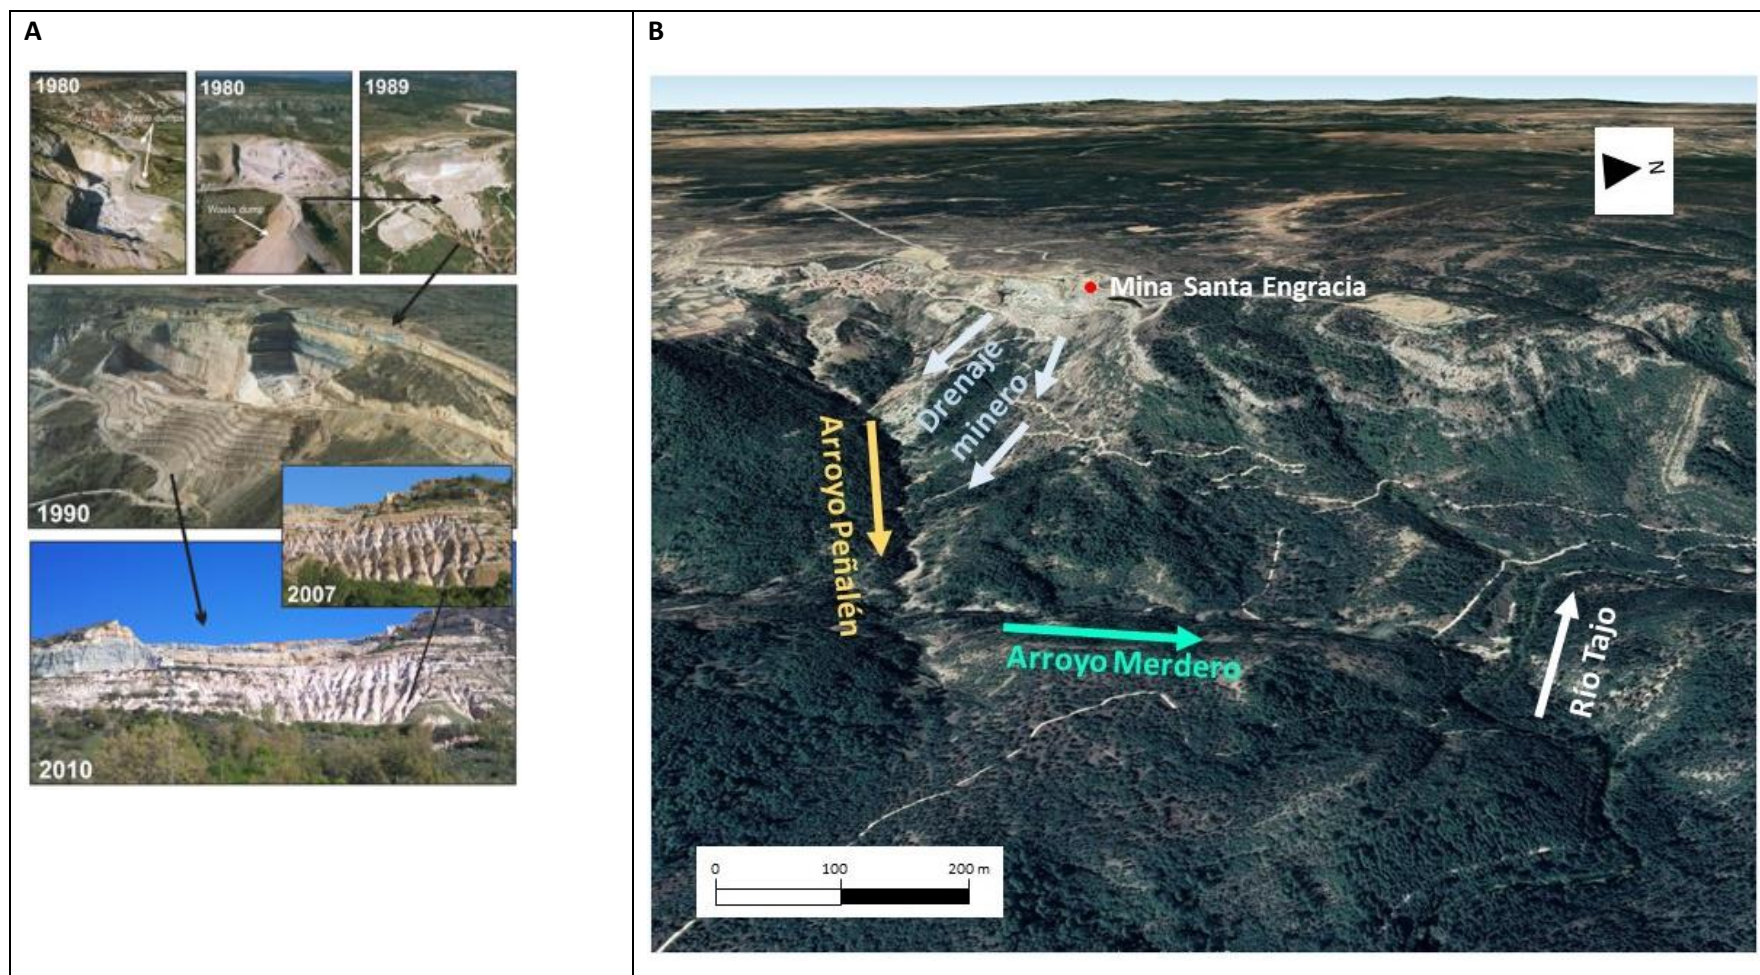 A
1980
Waste dumps
1980
Waste dump
1989
1990
2007
2010
B
N
Mina Santa Engracia
Drenaje
minero
Arroyo Peñalén
Arroyo Merdero
Río Tajo
0 100 200 m